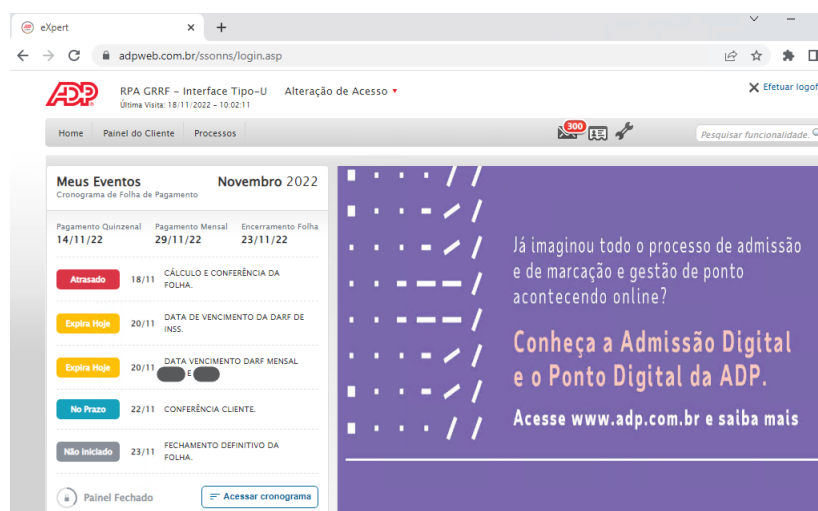 eXpert
adpweb.com.br/ssonns/login.asp
ADP
RPA GRRF - Interface Tipo-U Alteração de Acesso
Última Visita: 18/11/2022 - 10:02:11
Efetuar logof
Home Painel do Cliente Processos
300
Pesquisar funcionalidade.
Meus Eventos Novembro 2022
Cronograma de Folha de Pagamento
Pagamento Quinzenal Pagamento Mensal Encerramento Folha
14/11/22 29/11/22 23/11/22
Atrasado 18/11 CÁLCULO E CONFERÊNCIA DA
FOLHA.
Expira Hoje 20/11 DATA DE VENCIMENTO DA DARF DE
INSS.
Expira Hoje 20/11 DATA VENCIMENTO DARF MENSAL
E
No Prazo 22/11 CONFERÊNCIA CLIENTE.
Não Iniciado 23/11 FECHAMENTO DEFINITIVO DA
FOLHA.
Painel Fechado Acessar cronograma
Já imaginou todo o processo de admissão
e de marcação e gestão de ponto
acontecendo online?
Conheça a Admissão Digital
e o Ponto Digital da ADP.
Acesse www.adp.com.br e saiba mais